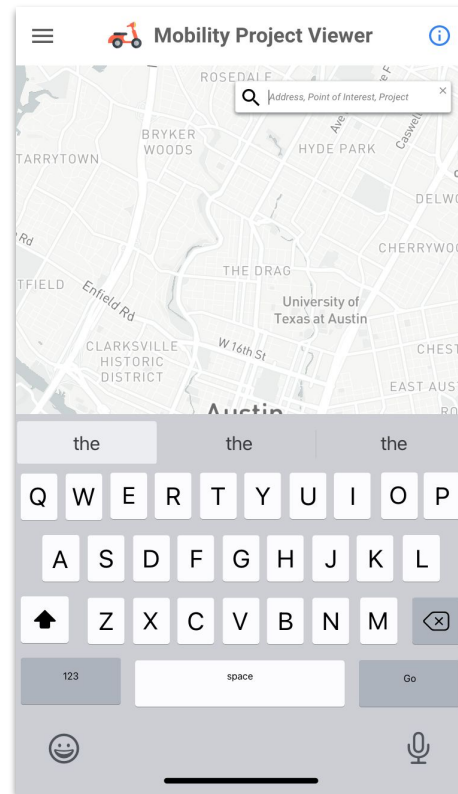 Mobility Project Viewer
ROSEDALE
Address, Point of Interest, Project
BRYKER
WOODS
HYDE PARK
TARRYTOWN
DELW
CHERRYWO
Rd
THE DRAG
TFIELD
Enfield Rd
University of
Texas at Austin
W 16th St
CLARKSVILLE
HISTORIC
DISTRICT
CHEST
EAST AUS
Austin
RO
the the the
Q W E R T Y U I O P
A S D F G H J K L
Z X C V B N M
123 space Go